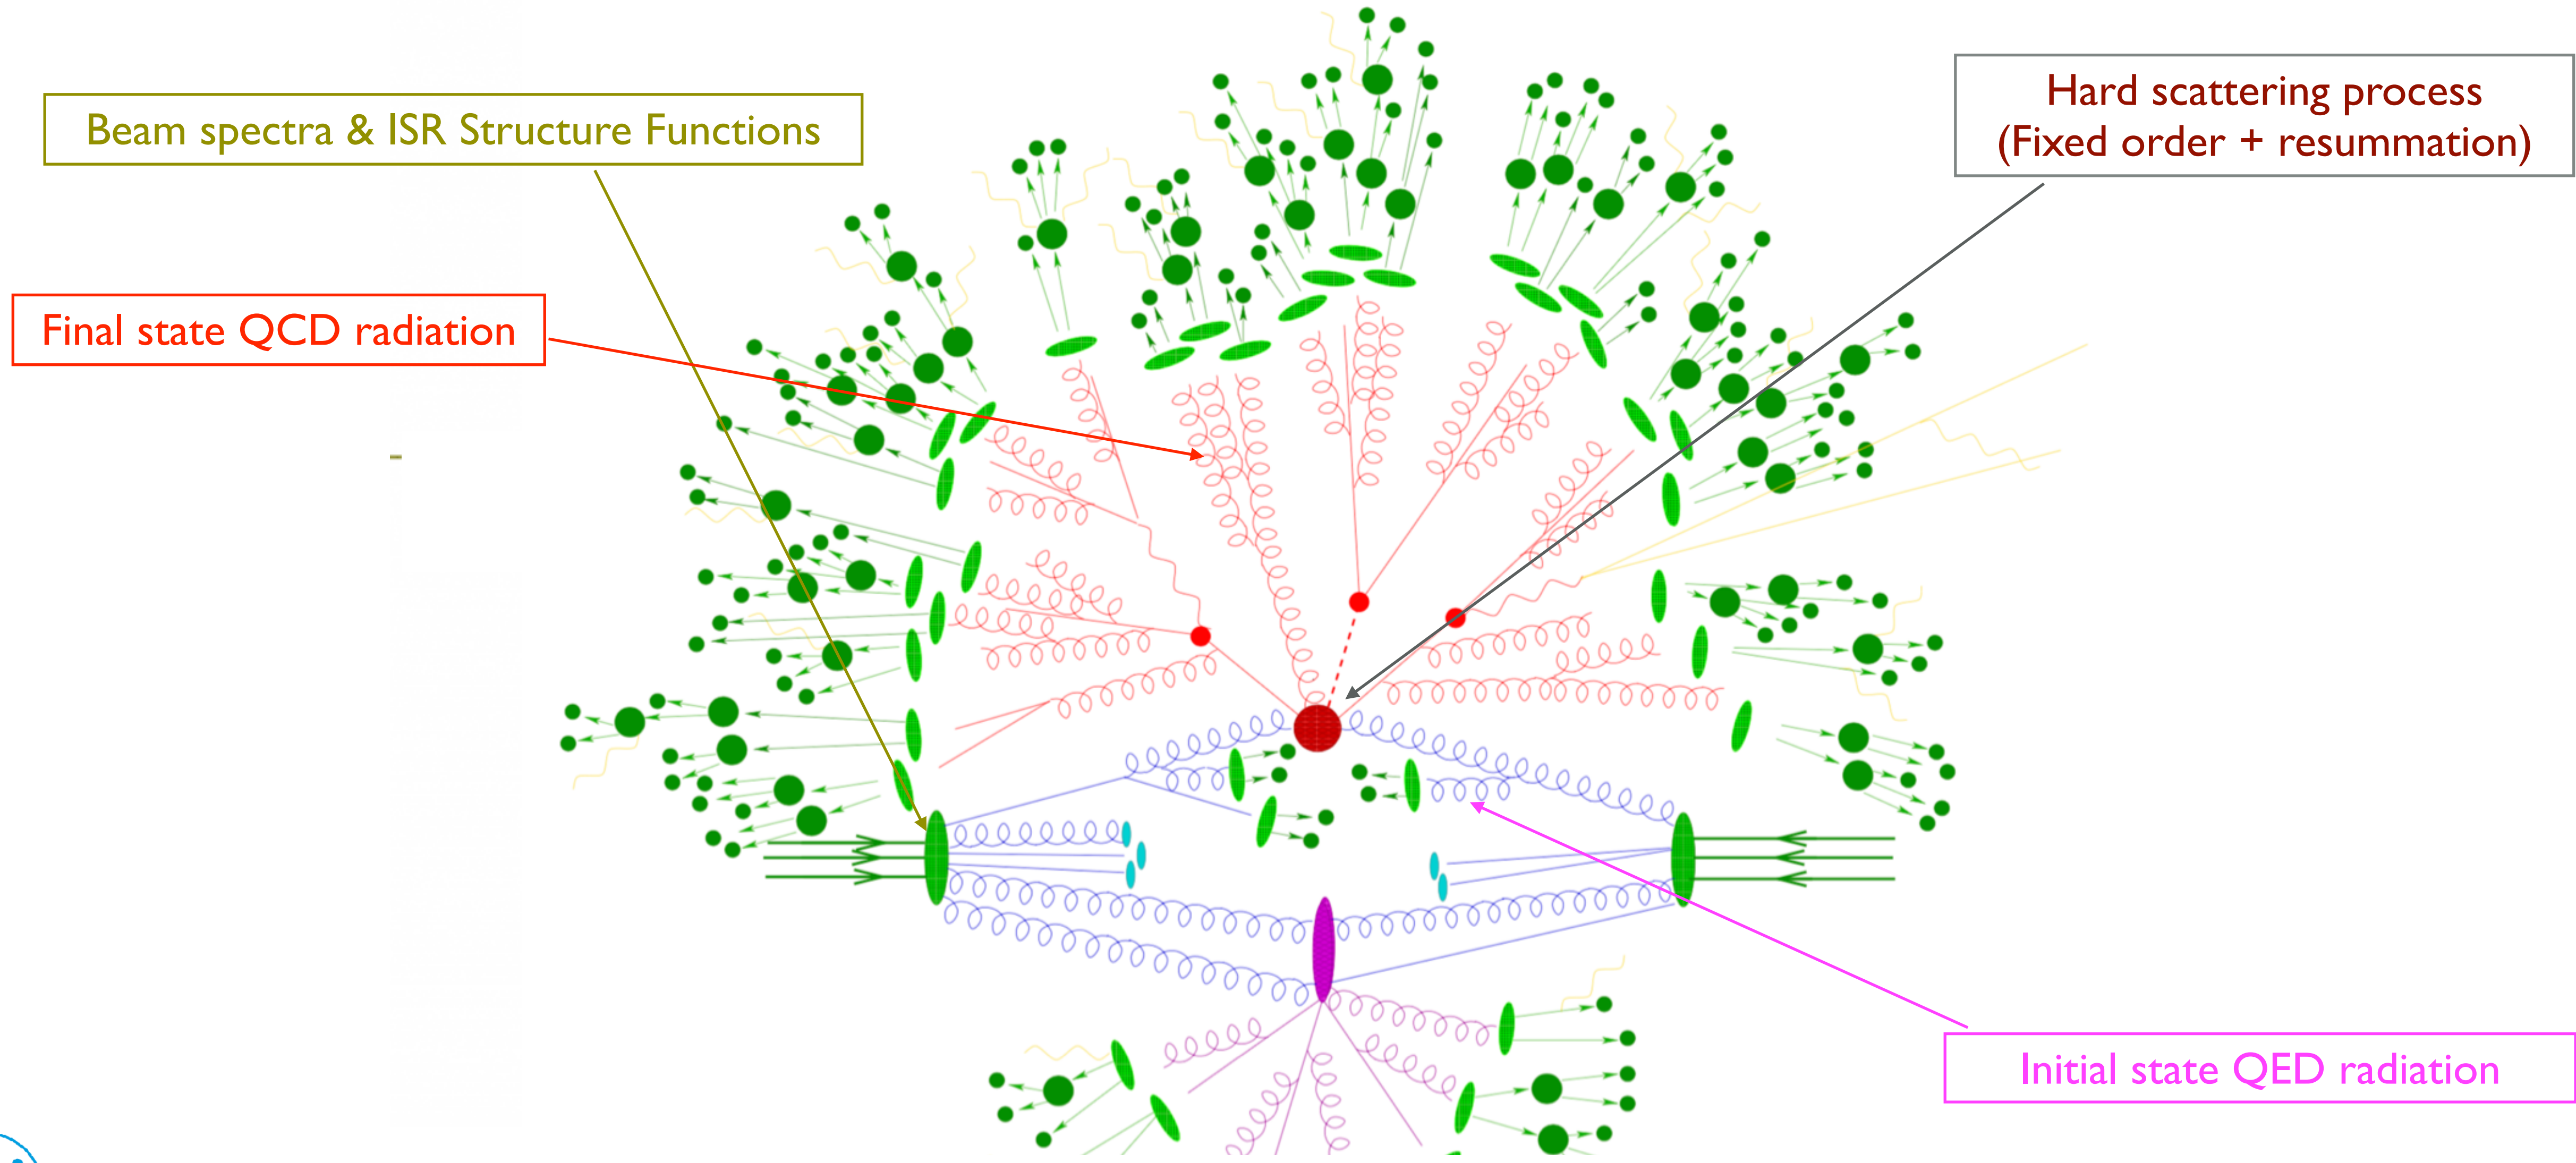 Beam spectra & ISR Structure Functions
Hard scattering process
(Fixed order + resummation)
Final state QCD radiation
Initial state QED radiation